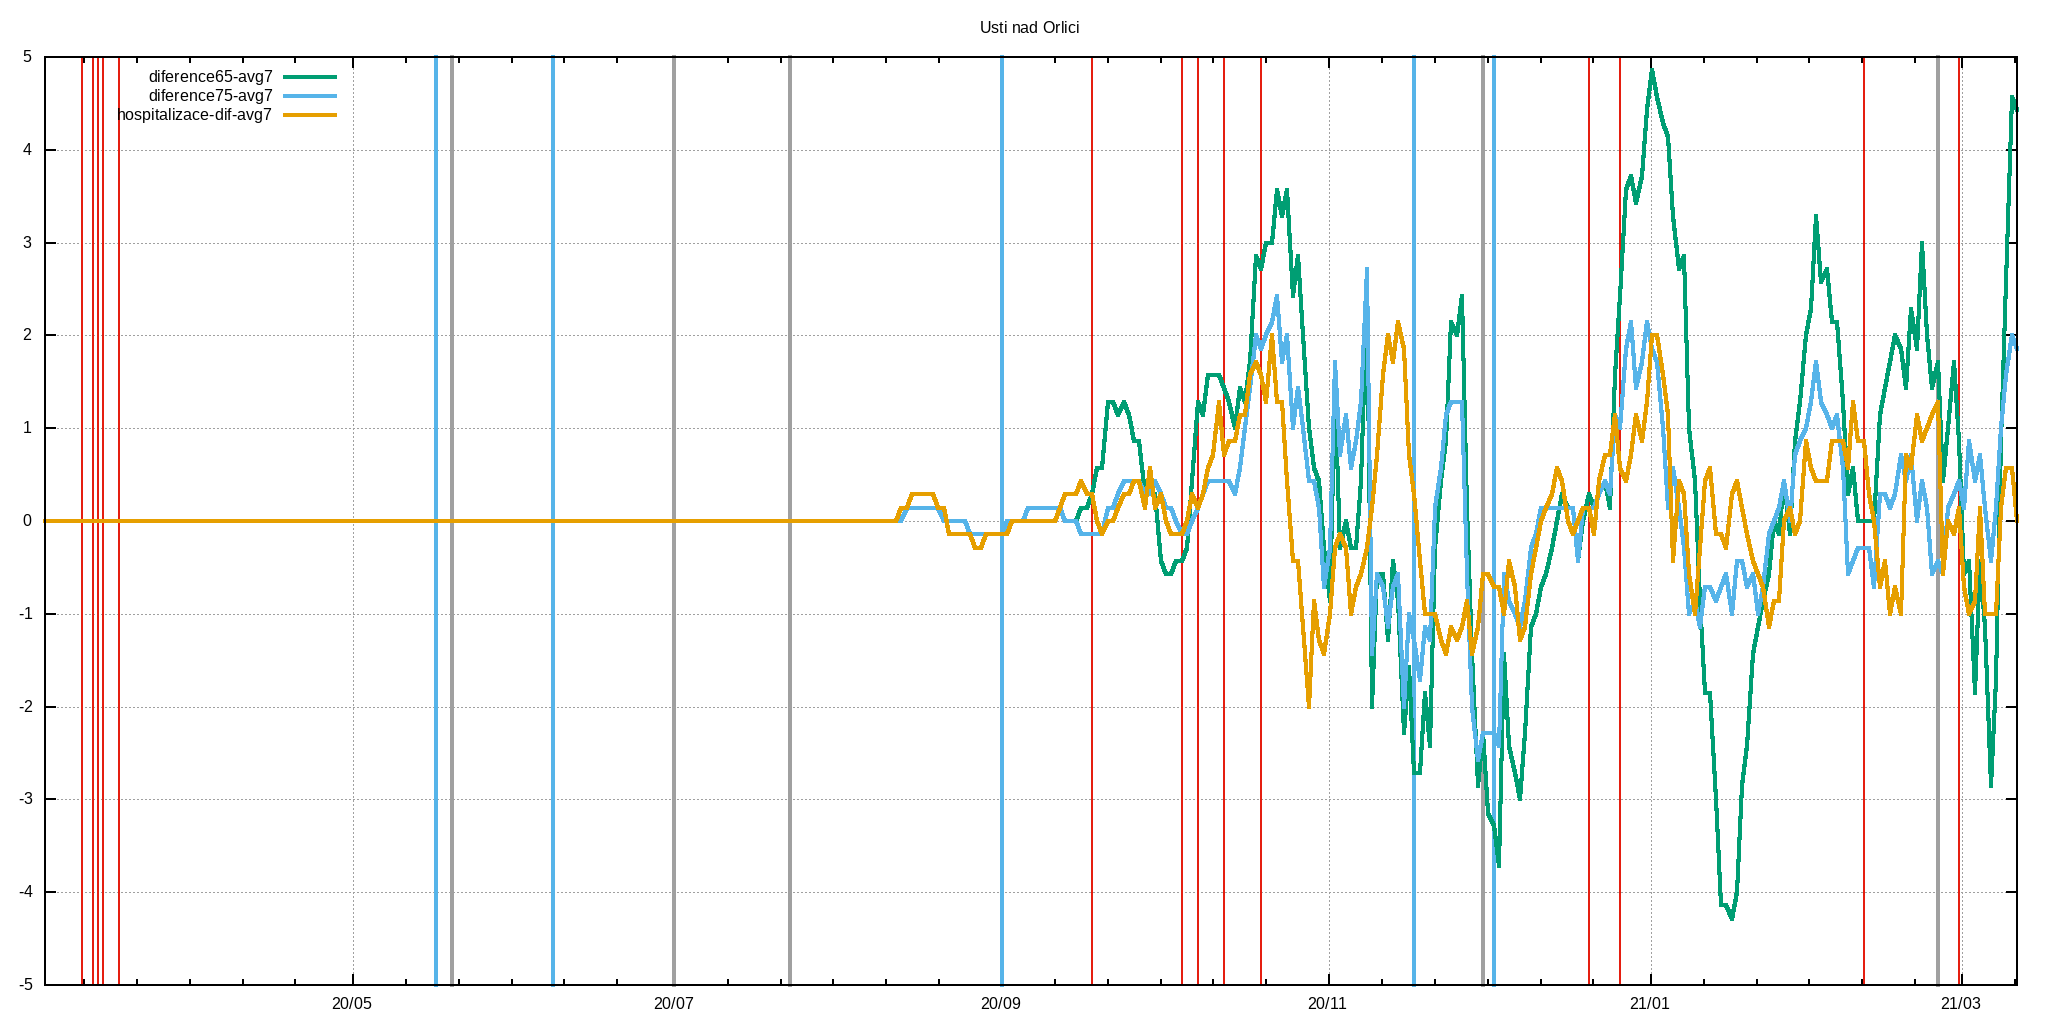 Usti nad Orlici
diference65-avg7
diference75-avg7
hospitalizace-dif-avg7
5
4
3
2
1
0
-1
-2
-3
-4
-5
20/05 20/07 20/09 20/11 21/01 21/03